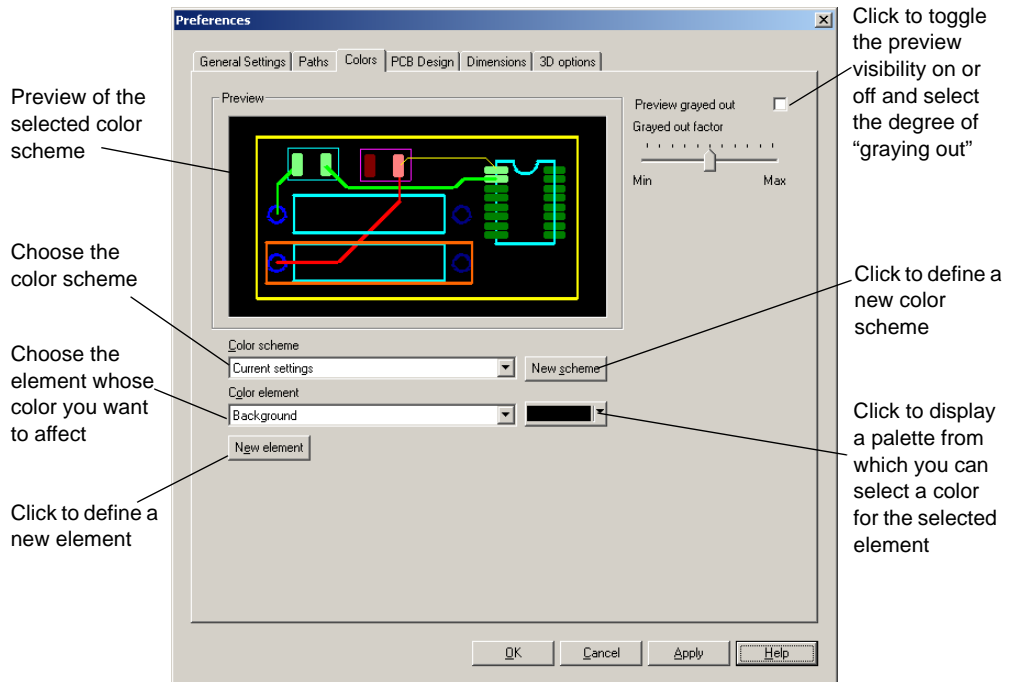 Preferences
General Settings
Paths
Colors
PCB Design
Dimensions
3D options
Preview
Preview grayed out
Grayed out factor
Min
Max
Color scheme
Current settings
New scheme
Color element
Background
New element
OK
Cancel
Apply
Help
Preview of the
selected color
scheme
Choose the
color scheme
Choose the
element whose
color you want
to affect
Click to define a
new element
Click to toggle
the preview
visibility on or
off and select
the degree of
“graying out”
Click to define a
new color
scheme
Click to display
a palette from
which you can
select a color
for the selected
element